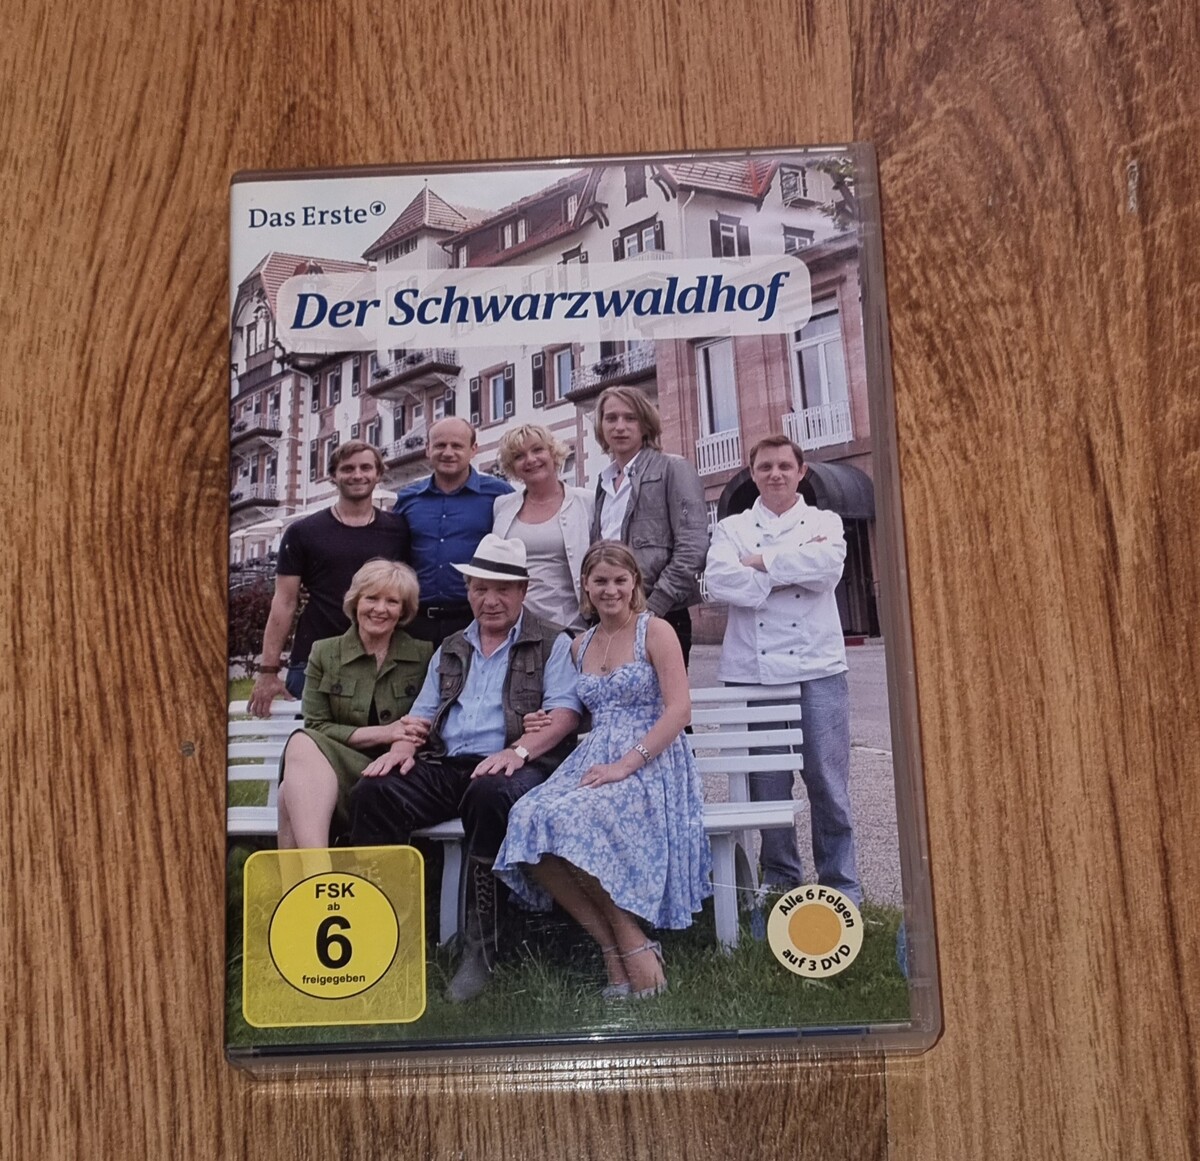 Das Erste
Der Schwarzwaldhof
FSK
ab
6
freigegeben
Alle 6 Folgen
auf 3 DVD